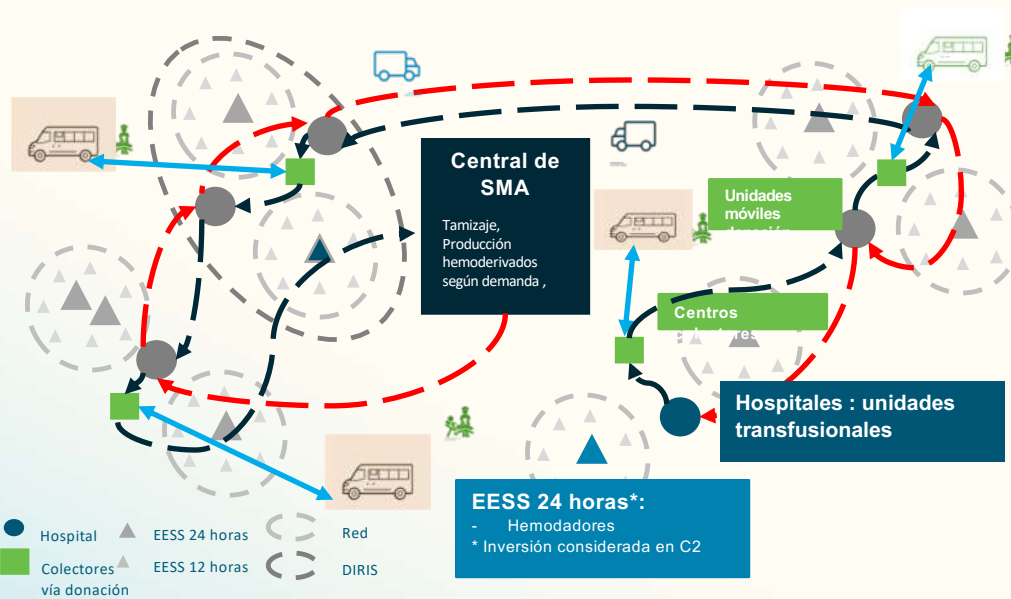 Central de
SMA
Tamizaje,
Producción
hemoderivados
según demanda ,
Unidades
móviles
donación
Centros
Hospitales : unidades
transfusionales
EESS 24 horas*:
- Hemodadores
* Inversión considerada en C2
Hospital
EESS 24 horas
Red
Colectores
vía donación
EESS 12 horas
DIRIS